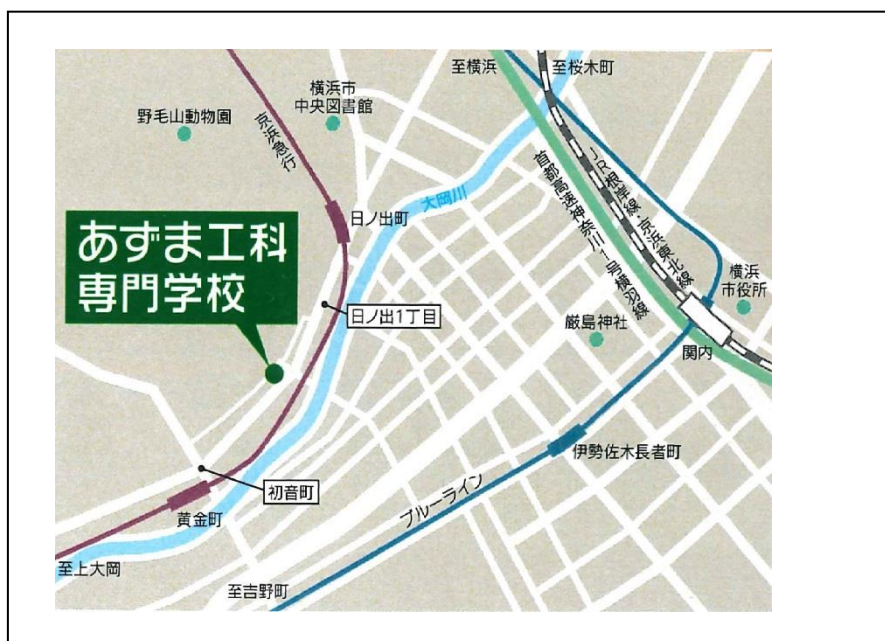 至横浜
至桜木町
横浜市
中央図書館
野毛山動物園
京浜急行
大岡川
JR根岸線・京浜東北線
首都高速神奈川1号横羽線
日ノ出町
あずま工科
専門学校
横浜
市役所
日ノ出1丁目
厳島神社
関内
伊勢佐木長者町
初音町
ブルーライン
黄金町
至上大岡
至吉野町